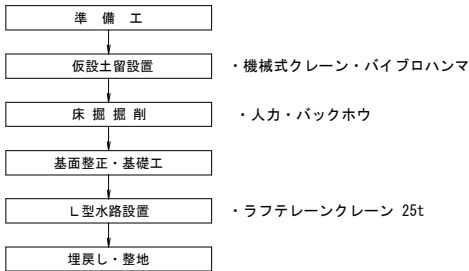 準 備 工
仮設土留設置 ・機械式クレーン・バイブロハンマ
床 掘 掘 削 ・人力・バックホウ
基面整正・基礎工
L型水路設置 ・ラフテレーンクレーン 25t
埋戻し・整地